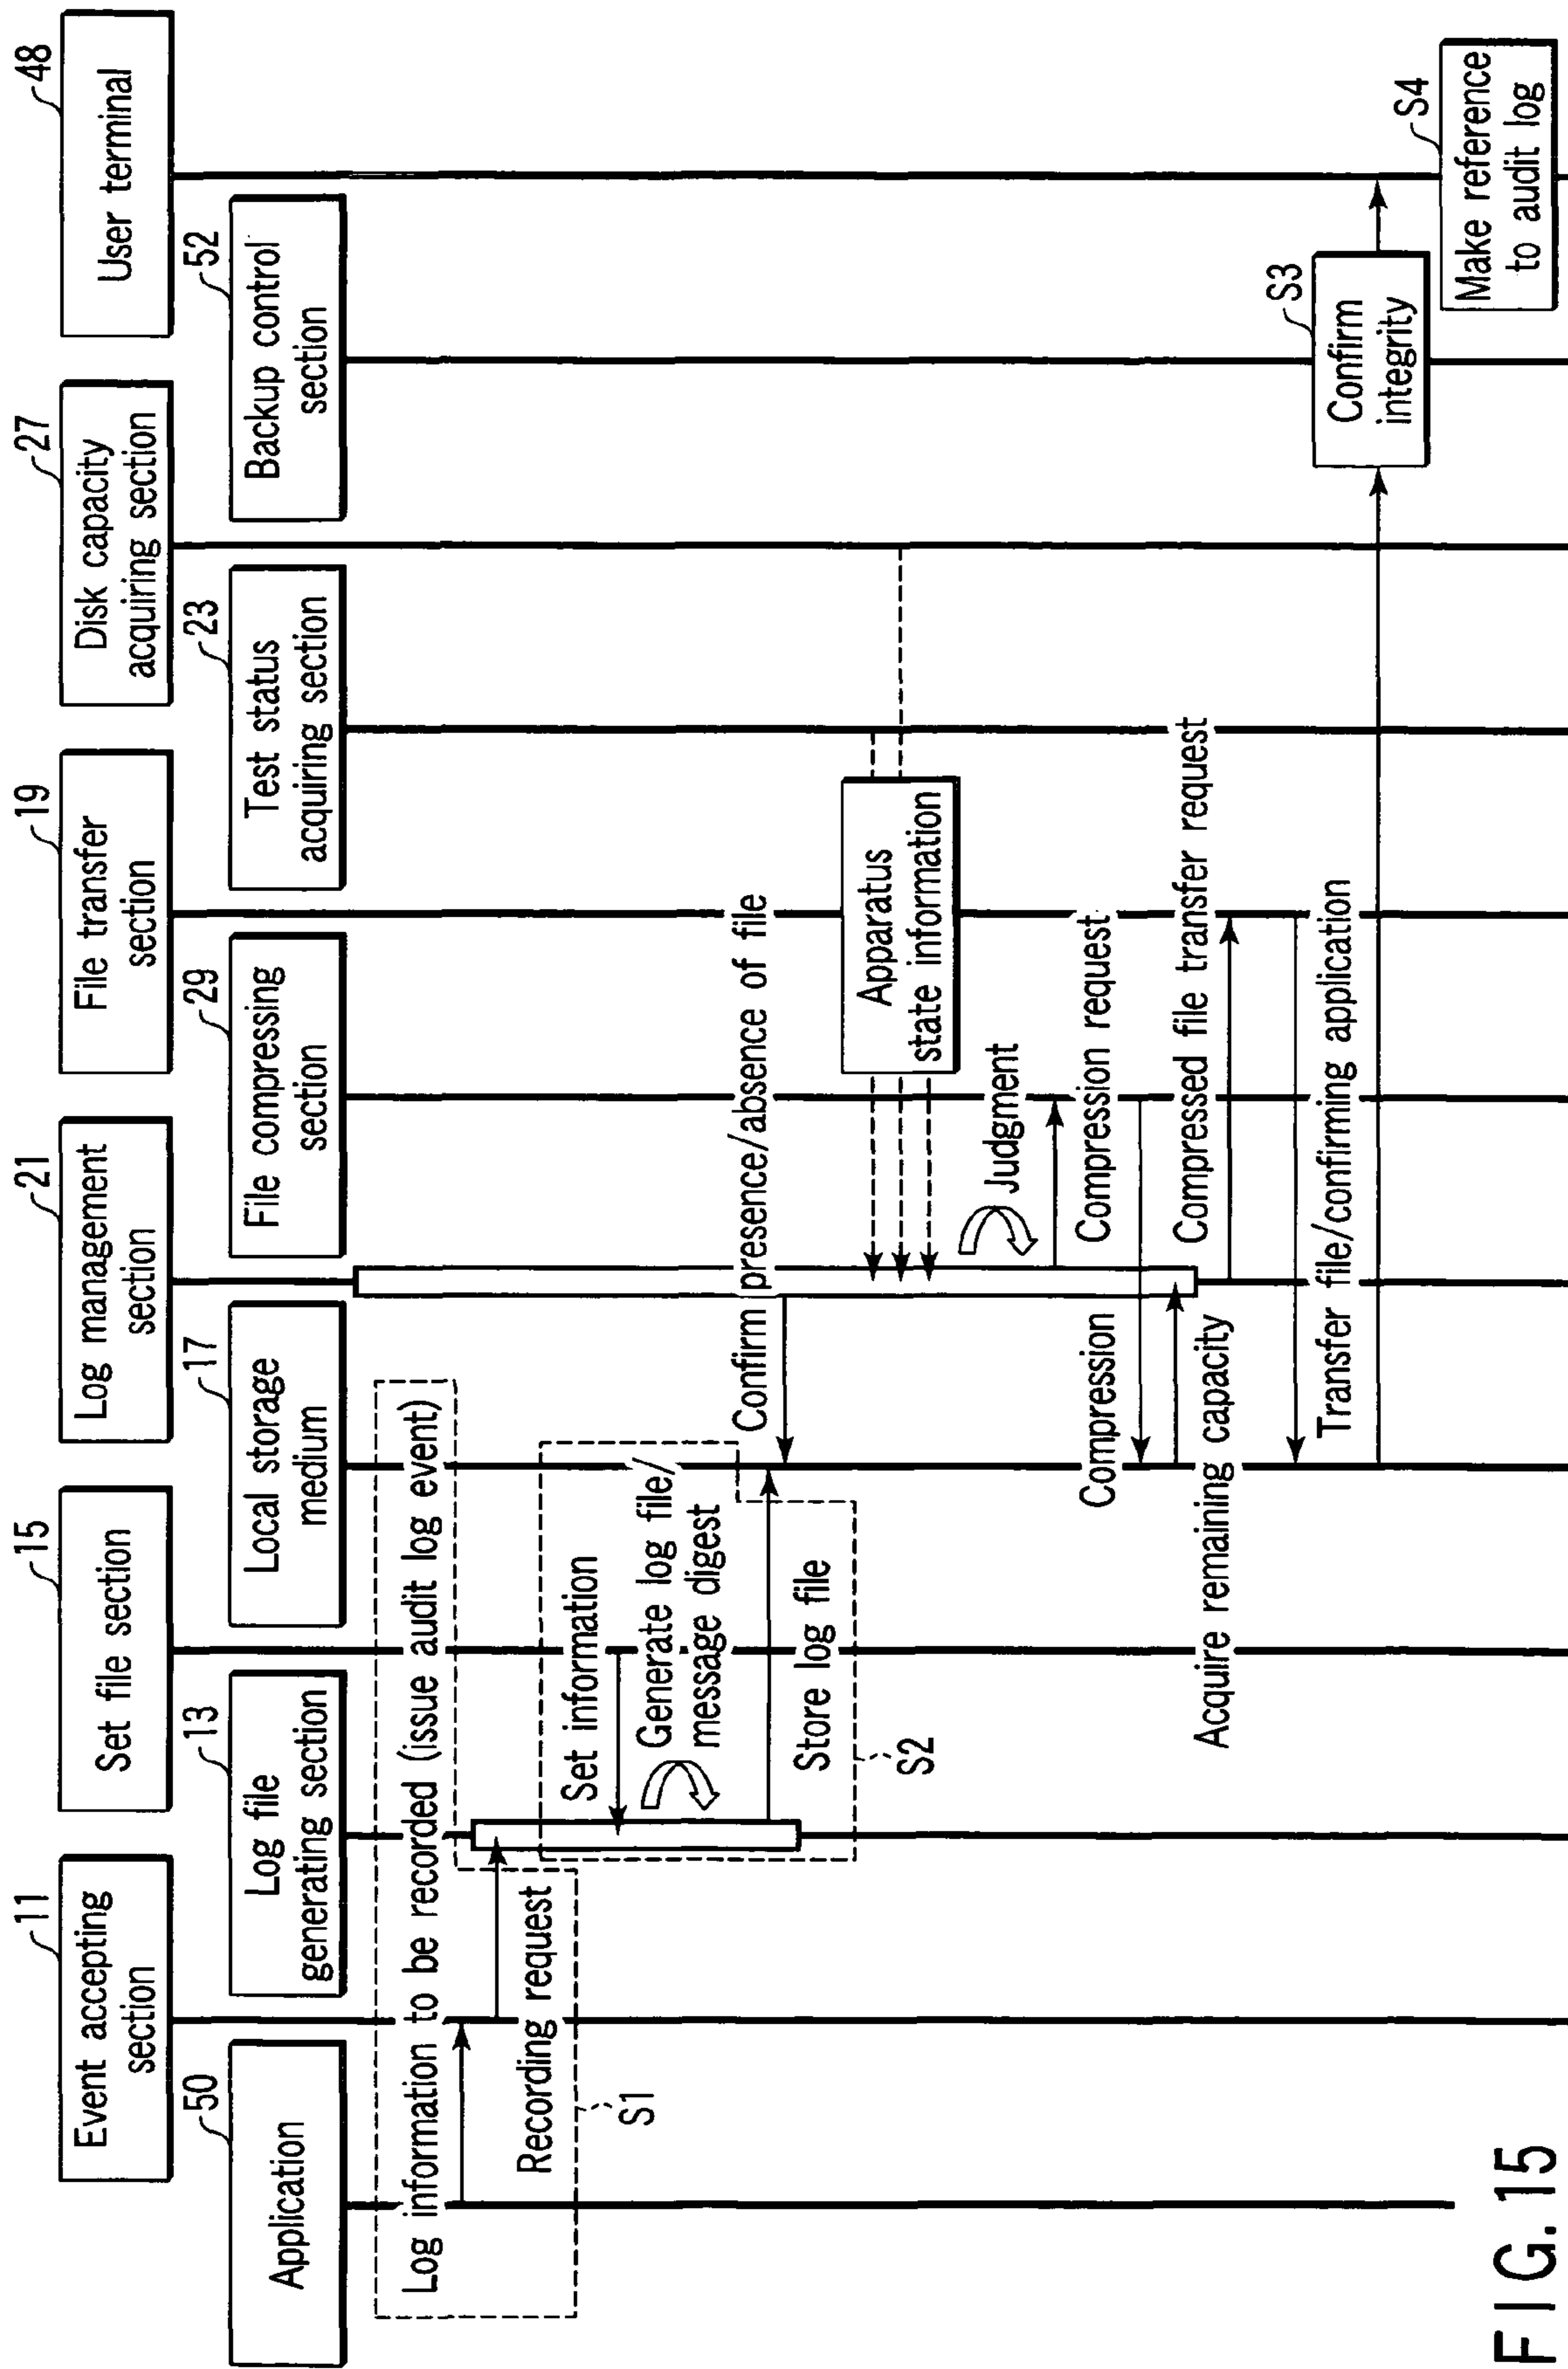 50
Application
11
Event accepting
section
13
Log file
generating section
15
Set file section
17
Local storage
medium
21
Log management
section
29
File compressing
section
19
File transfer
section
23
Test status
acquiring section
27
Disk capacity
acquiring section
52
Backup control
section
48
User terminal
Log information to be recorded (issue audit log event)
Recording request
S1
Set information
Generate log file/
message digest
Store log file
S2
Confirm presence/absence of file
Apparatus
state information
Judgment
Compression request
Compression
Acquire remaining capacity
Compressed file transfer request
Transfer file/confirming application
S3
Confirm
integrity
S4
Make reference
to audit log
FIG. 15